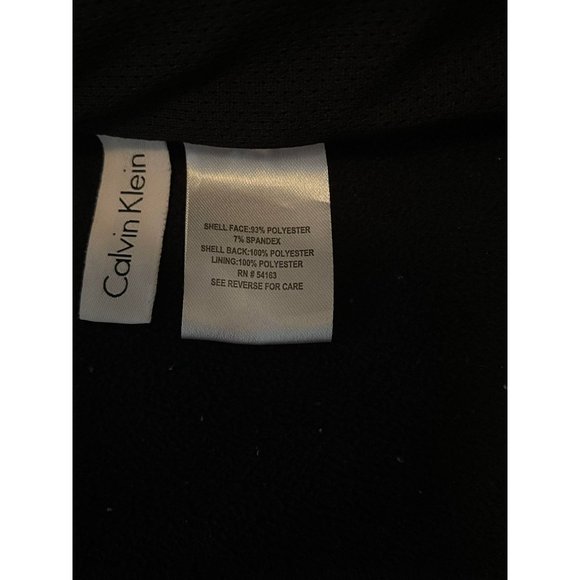 Calvin Klein
SHELL FACE:93% POLYESTER
7% SPANDEX
SHELL BACK:100% POLYESTER
LINING:100% POLYESTER
RN # 54163
SEE REVERSE FOR CARE